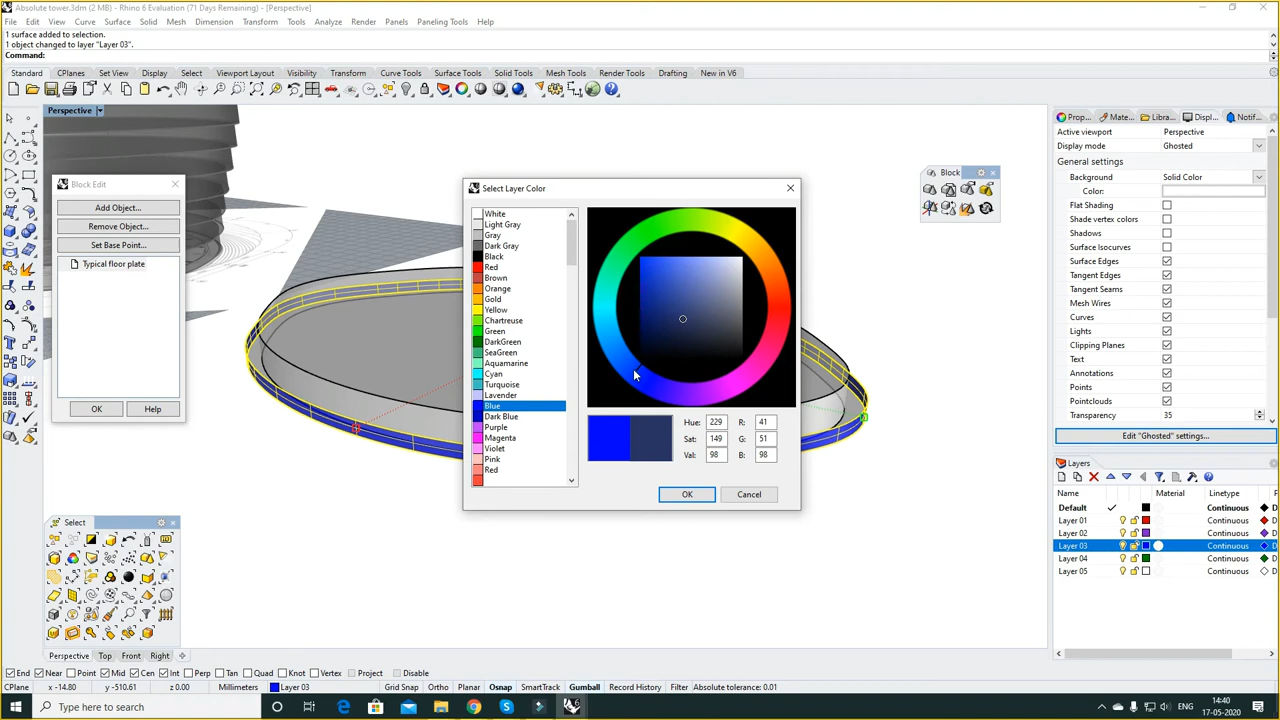 Absolute tower.3dm (2 MB) - Rhino 6 Evaluation (71 Days Remaining) - [Perspective]
File Edit View Curve Surface Solid Mesh Dimension Transform Tools Analyze Render Panels Paneling Tools Help
1 surface added to selection.
1 object changed to layer "Layer 03".
Command:
Standard CPlanes Set View Display Select Viewport Layout Visibility Transform Curve Tools Surface Tools Solid Tools Mesh Tools Render Tools Drafting New in V6
Perspective
Block Edit
Add Object...
Remove Object...
Set Base Point...
Typical floor plate
OK Help
Select Layer Color
White
Light Gray
Gray
Dark Gray
Black
Red
Brown
Orange
Gold
Yellow
Chartreuse
Green
DarkGreen
SeaGreen
Aquamarine
Cyan
Turquoise
Lavender
Blue
Dark Blue
Purple
Magenta
Violet
Pink
Red
Hue: 229 R: 41
Sat: 149 G: 51
Val: 98 B: 98
OK Cancel
Block
Prop... Mate... Libra... Displ... Notif...
Active viewport Perspective
Display mode Ghosted
General settings
Background Solid Color
Color:
Flat Shading
Shade vertex colors
Shadows
Surface Isocurves
Surface Edges
Tangent Edges
Tangent Seams
Mesh Wires
Curves
Lights
Clipping Planes
Text
Annotations
Points
Pointclouds
Transparency 35
Edit "Ghosted" settings...
Layers
Name Material Linetype Print
Default Continuous D
Layer 01 Continuous D
Layer 02 Continuous D
Layer 03 Continuous D
Layer 04 Continuous D
Layer 05 Continuous D
Select
Perspective Top Front Right
End Near Point Mid Cen Int Perp Tan Quad Knot Vertex Project Disable
CPlane x -14.80 y -510.61 z 0.00 Millimeters Layer 03 Grid Snap Ortho Planar Osnap SmartTrack Gumball Record History Filter Absolute tolerance: 0.01
Type here to search
ENG
14:40
17-05-2020